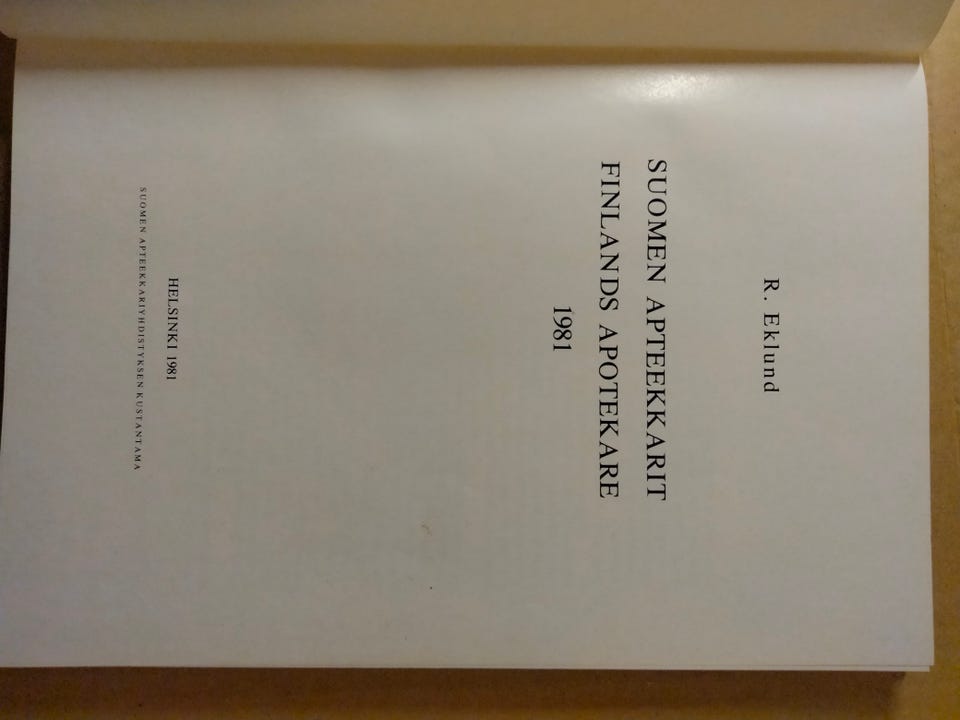 R. Eklund
SUOMEN APTEEKKARIT
FINLANDS APOTEKARE
1981
HELSINKI 1981
SUOMEN APTEEKKARIYHDISTYKSEN KUSTANTAMA